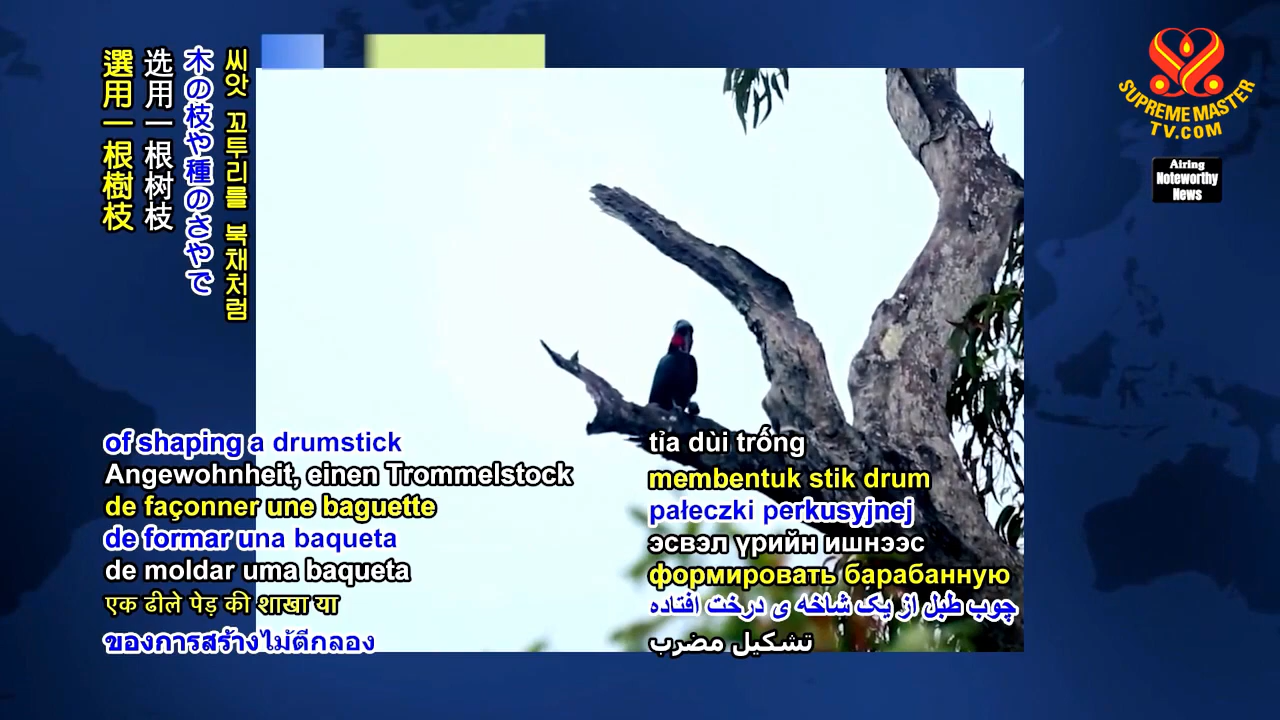 選用一根樹枝
选用一根树枝
木の枝や種のさやで
씨앗 꼬투리를 북채처럼
SUPREME MASTER
TV.COM
Airing
Noteworthy
News
of shaping a drumstick
Angewohnheit, einen Trommelstock
de façonner une baguette
de formar una baqueta
de moldar uma baqueta
एक ढीले पेड़ की शाखा या
ของการสร้างไม้ตีกลอง
tỉa dùi trống
membentuk stik drum
pałeczki perkusyjnej
эсвэл үрийн ишнээс
формировать барабанную
چوب طبل از یک شاخه ی درخت افتاده
تشكيل مضرب